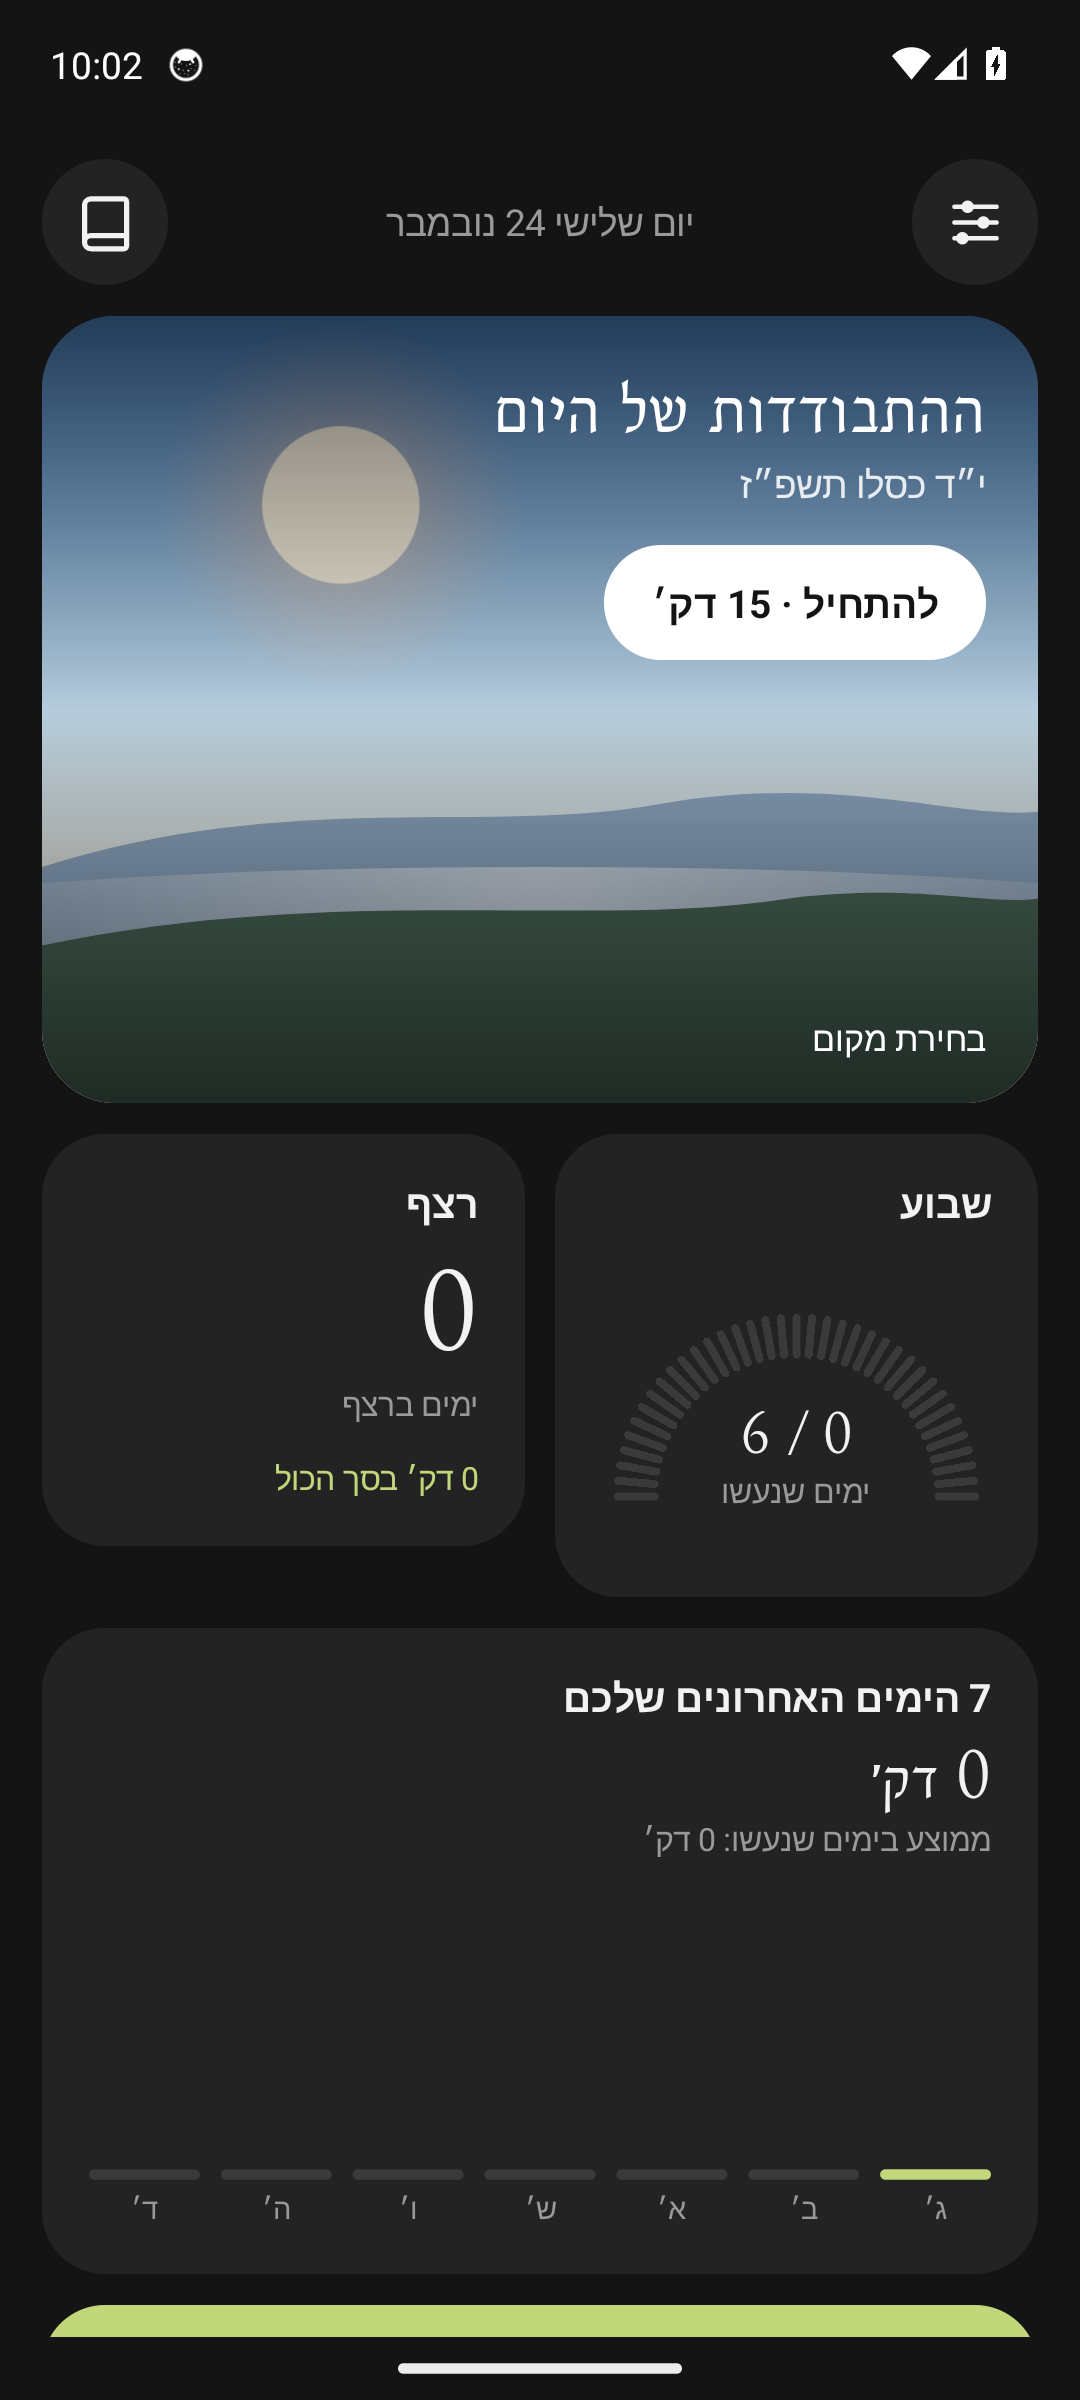 10:02
יום שלישי 24 נובמבר
ההתבודדות של היום
י״ד כסלו תשפ״ז
להתחיל · 15 דק׳
בחירת מקום
שבוע
0 / 6
ימים שנעשו
רצף
0
ימים ברצף
0 דק׳ בסך הכול
7 הימים האחרונים שלכם
0 דק׳
ממוצע בימים שנעשו: 0 דק׳
ג׳ ב׳ א׳ ש׳ ו׳ ה׳ ד׳